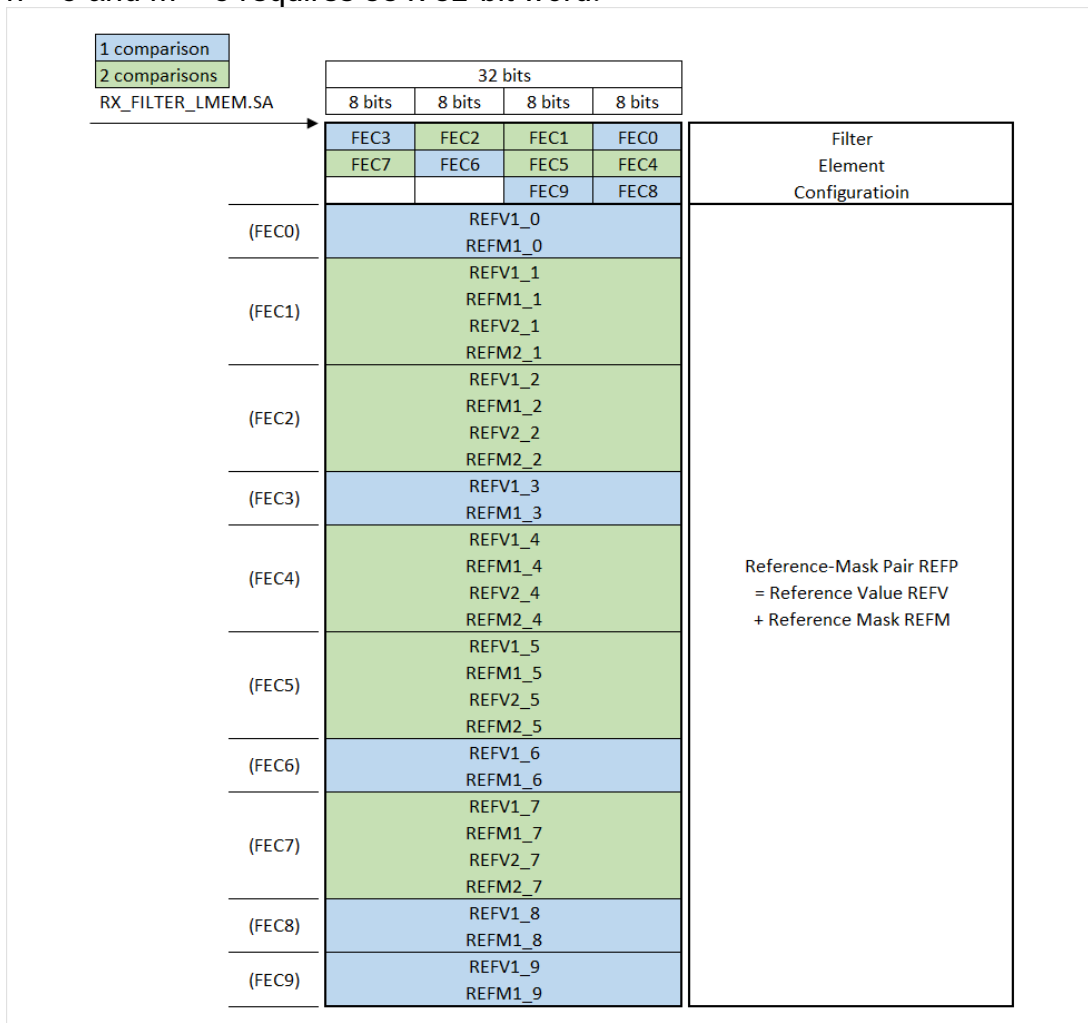 1 comparison
2 comparisons
32 bits
RX_FILTER_LMEM.SA
8 bits 8 bits 8 bits 8 bits
FEC3 FEC2 FEC1 FEC0
Filter
FEC7 FEC6 FEC5 FEC4
Element
FEC9 FEC8
Configuratioin
(FEC0)
REFV1_0
REFM1_0
(FEC1)
REFV1_1
REFM1_1
REFV2_1
REFM2_1
(FEC2)
REFV1_2
REFM1_2
REFV2_2
REFM2_2
(FEC3)
REFV1_3
REFM1_3
(FEC4)
REFV1_4
REFM1_4
REFV2_4
REFM2_4
Reference-Mask Pair REFP
= Reference Value REFV
+ Reference Mask REFM
(FEC5)
REFV1_5
REFM1_5
REFV2_5
REFM2_5
(FEC6)
REFV1_6
REFM1_6
(FEC7)
REFV1_7
REFM1_7
REFV2_7
REFM2_7
(FEC8)
REFV1_8
REFM1_8
(FEC9)
REFV1_9
REFM1_9